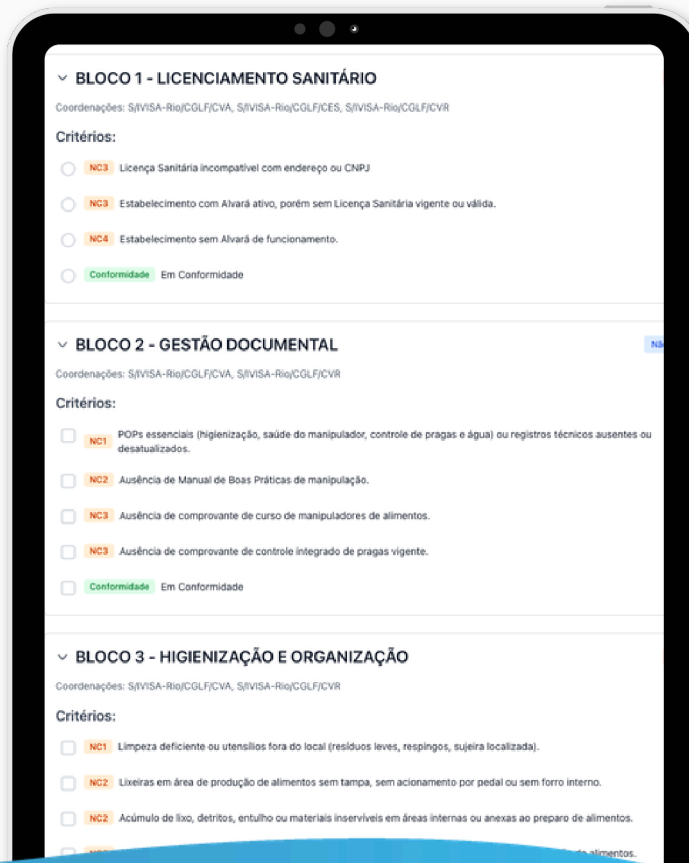 BLOCO 1 - LICENCIAMENTO SANITÁRIO
Coordenações: S/IVISA-Rio/CGLF/CVA, S/IVISA-Rio/CGLF/CES, S/IVISA-Rio/CGLF/CVR
Critérios:
NC3 Licença Sanitária incompatível com endereço ou CNPJ
NC3 Estabelecimento com Alvará ativo, porém sem Licença Sanitária vigente ou válida.
NC4 Estabelecimento sem Alvará de funcionamento.
Conformidade Em Conformidade
BLOCO 2 - GESTÃO DOCUMENTAL
Coordenações: S/IVISA-Rio/CGLF/CVA, S/IVISA-Rio/CGLF/CVR
Critérios:
NC1 POPs essenciais (higienização, saúde do manipulador, controle de pragas e água) ou registros técnicos ausentes ou
desatualizados.
NC2 Ausência de Manual de Boas Práticas de manipulação.
NC3 Ausência de comprovante de curso de manipuladores de alimentos.
NC3 Ausência de comprovante de controle integrado de pragas vigente.
Conformidade Em Conformidade
BLOCO 3 - HIGIENIZAÇÃO E ORGANIZAÇÃO
Coordenações: S/IVISA-Rio/CGLF/CVA, S/IVISA-Rio/CGLF/CVR
Critérios:
NC1 Limpeza deficiente ou utensílios fora do local (resíduos leves, respingos, sujeira localizada).
NC2 Lixeiras em área de produção de alimentos sem tampa, sem acionamento por pedal ou sem forro interno.
NC2 Acúmulo de lixo, detritos, entulho ou materiais inservíveis em áreas internas ou anexas ao preparo de alimentos.
alimentos.